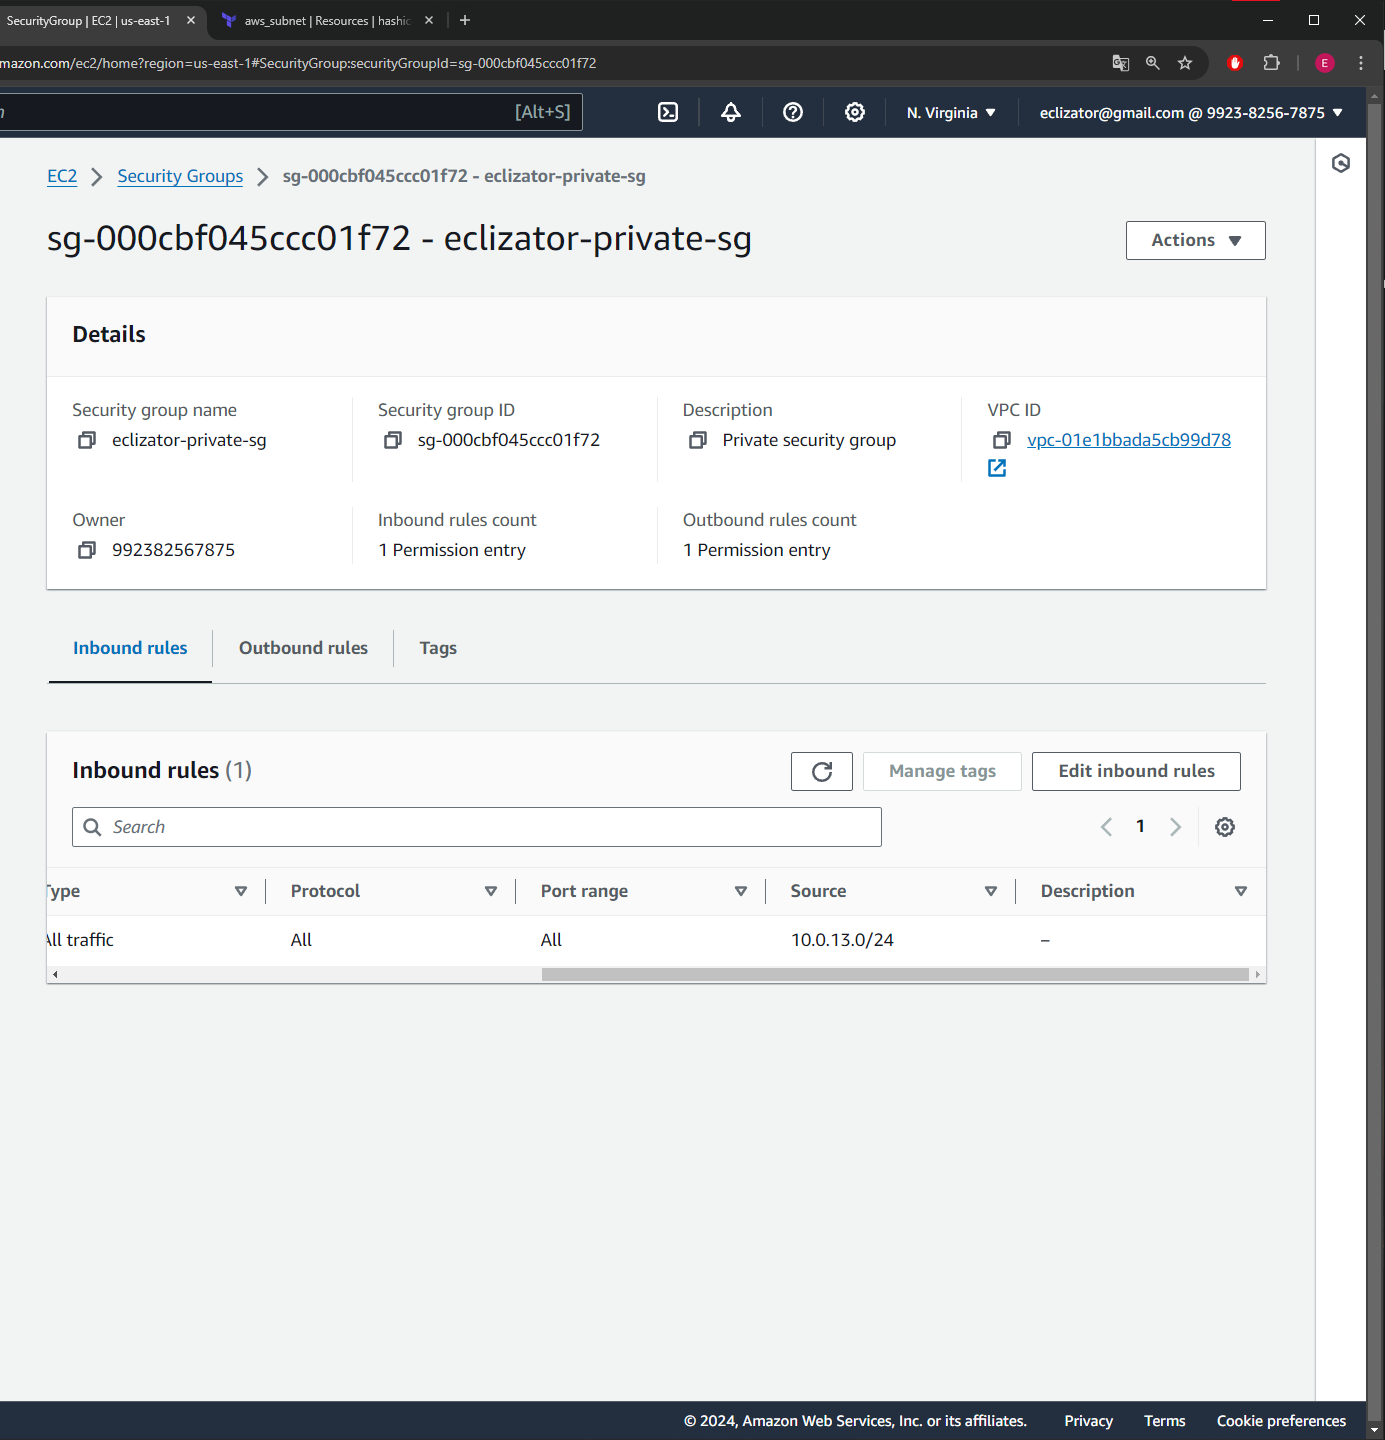 SecurityGroup | EC2 | us-east-1
aws_subnet | Resources | hashic
mazon.com/ec2/home?region=us-east-1#SecurityGroup:securityGroupId=sg-000cbf045ccc01f72
E
[Alt+S]
N. Virginia
eclizator@gmail.com @ 9923-8256-7875
EC2
Security Groups
sg-000cbf045ccc01f72 - eclizator-private-sg
sg-000cbf045ccc01f72 - eclizator-private-sg
Actions
Details
Security group name
Security group ID
Description
VPC ID
eclizator-private-sg
sg-000cbf045ccc01f72
Private security group
vpc-01e1bbada5cb99d78
Owner
Inbound rules count
Outbound rules count
992382567875
1 Permission entry
1 Permission entry
Inbound rules
Outbound rules
Tags
Inbound rules (1)
Manage tags
Edit inbound rules
Search
1
Type
Protocol
Port range
Source
Description
All traffic
All
All
10.0.13.0/24
–
© 2024, Amazon Web Services, Inc. or its affiliates.
Privacy
Terms
Cookie preferences